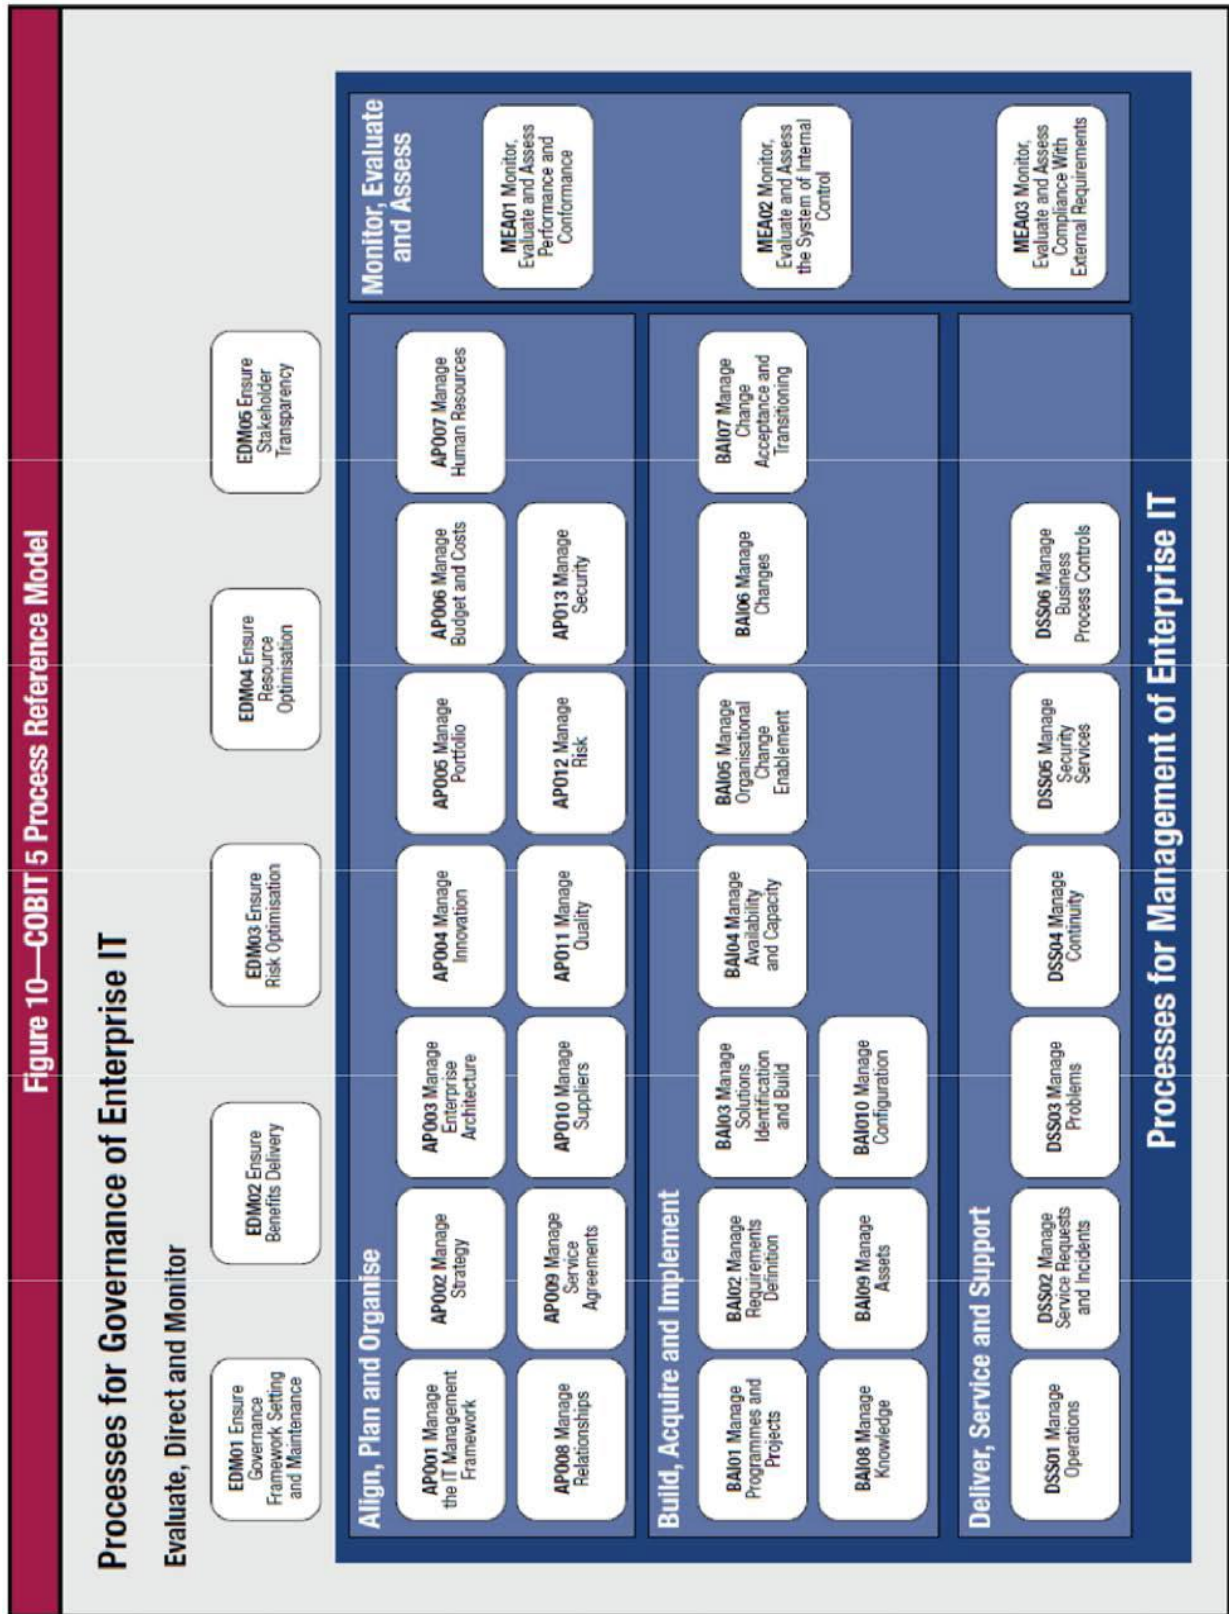 Figure 10—COBIT 5 Process Reference Model
Processes for Governance of Enterprise IT
Evaluate, Direct and Monitor
EDM01 Ensure
Governance
Framework Setting
and Maintenance
EDM02 Ensure
Benefits Delivery
EDM03 Ensure
Risk Optimisation
EDM04 Ensure
Resource
Optimisation
EDM05 Ensure
Stakeholder
Transparency
Align, Plan and Organise
APO01 Manage
the IT Management
Framework
APO02 Manage
Strategy
APO03 Manage
Enterprise
Architecture
APO04 Manage
Innovation
APO05 Manage
Portfolio
APO06 Manage
Budget and Costs
APO07 Manage
Human Resources
APO08 Manage
Relationships
APO09 Manage
Service
Agreements
APO10 Manage
Suppliers
APO11 Manage
Quality
APO12 Manage
Risk
APO13 Manage
Security
Build, Acquire and Implement
BAI01 Manage
Programmes and
Projects
BAI02 Manage
Requirements
Definition
BAI03 Manage
Solutions
Identification
and Build
BAI04 Manage
Availability
and Capacity
BAI05 Manage
Organisational
Change
Enablement
BAI06 Manage
Changes
BAI07 Manage
Change
Acceptance and
Transitioning
BAI08 Manage
Knowledge
BAI09 Manage
Assets
BAI010 Manage
Configuration
Deliver, Service and Support
DSS01 Manage
Operations
DSS02 Manage
Service Requests
and Incidents
DSS03 Manage
Problems
DSS04 Manage
Continuity
DSS05 Manage
Security
Services
DSS06 Manage
Business
Process Controls
Monitor, Evaluate
and Assess
MEA01 Monitor,
Evaluate and Assess
Performance and
Conformance
MEA02 Monitor,
Evaluate and Assess
the System of Internal
Control
MEA03 Monitor,
Evaluate and Assess
Compliance With
External Requirements
Processes for Management of Enterprise IT